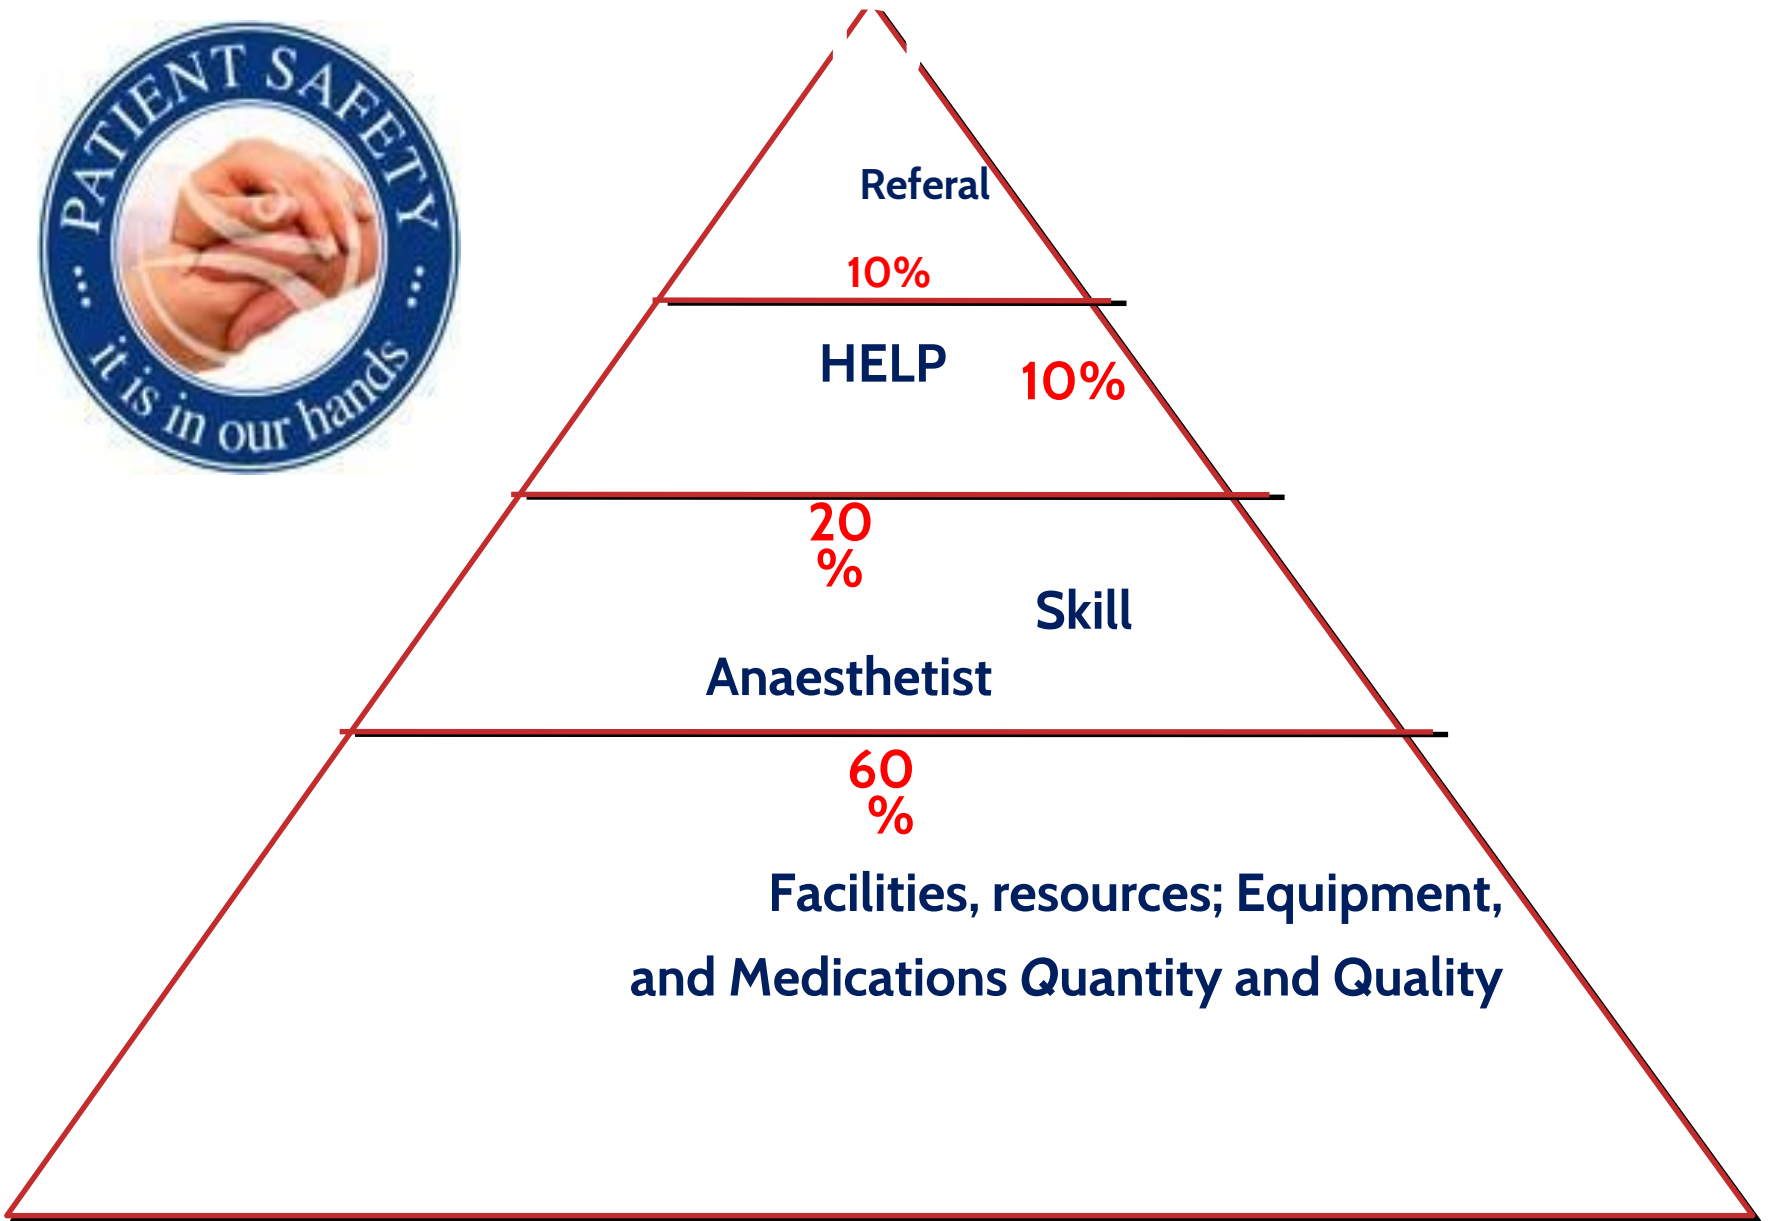 PATIENT SAFETY
... it is in our hands ...
Referal
10%
HELP
10%
20
%
Skill
Anaesthetist
60
%
Facilities, resources; Equipment,
and Medications Quantity and Quality